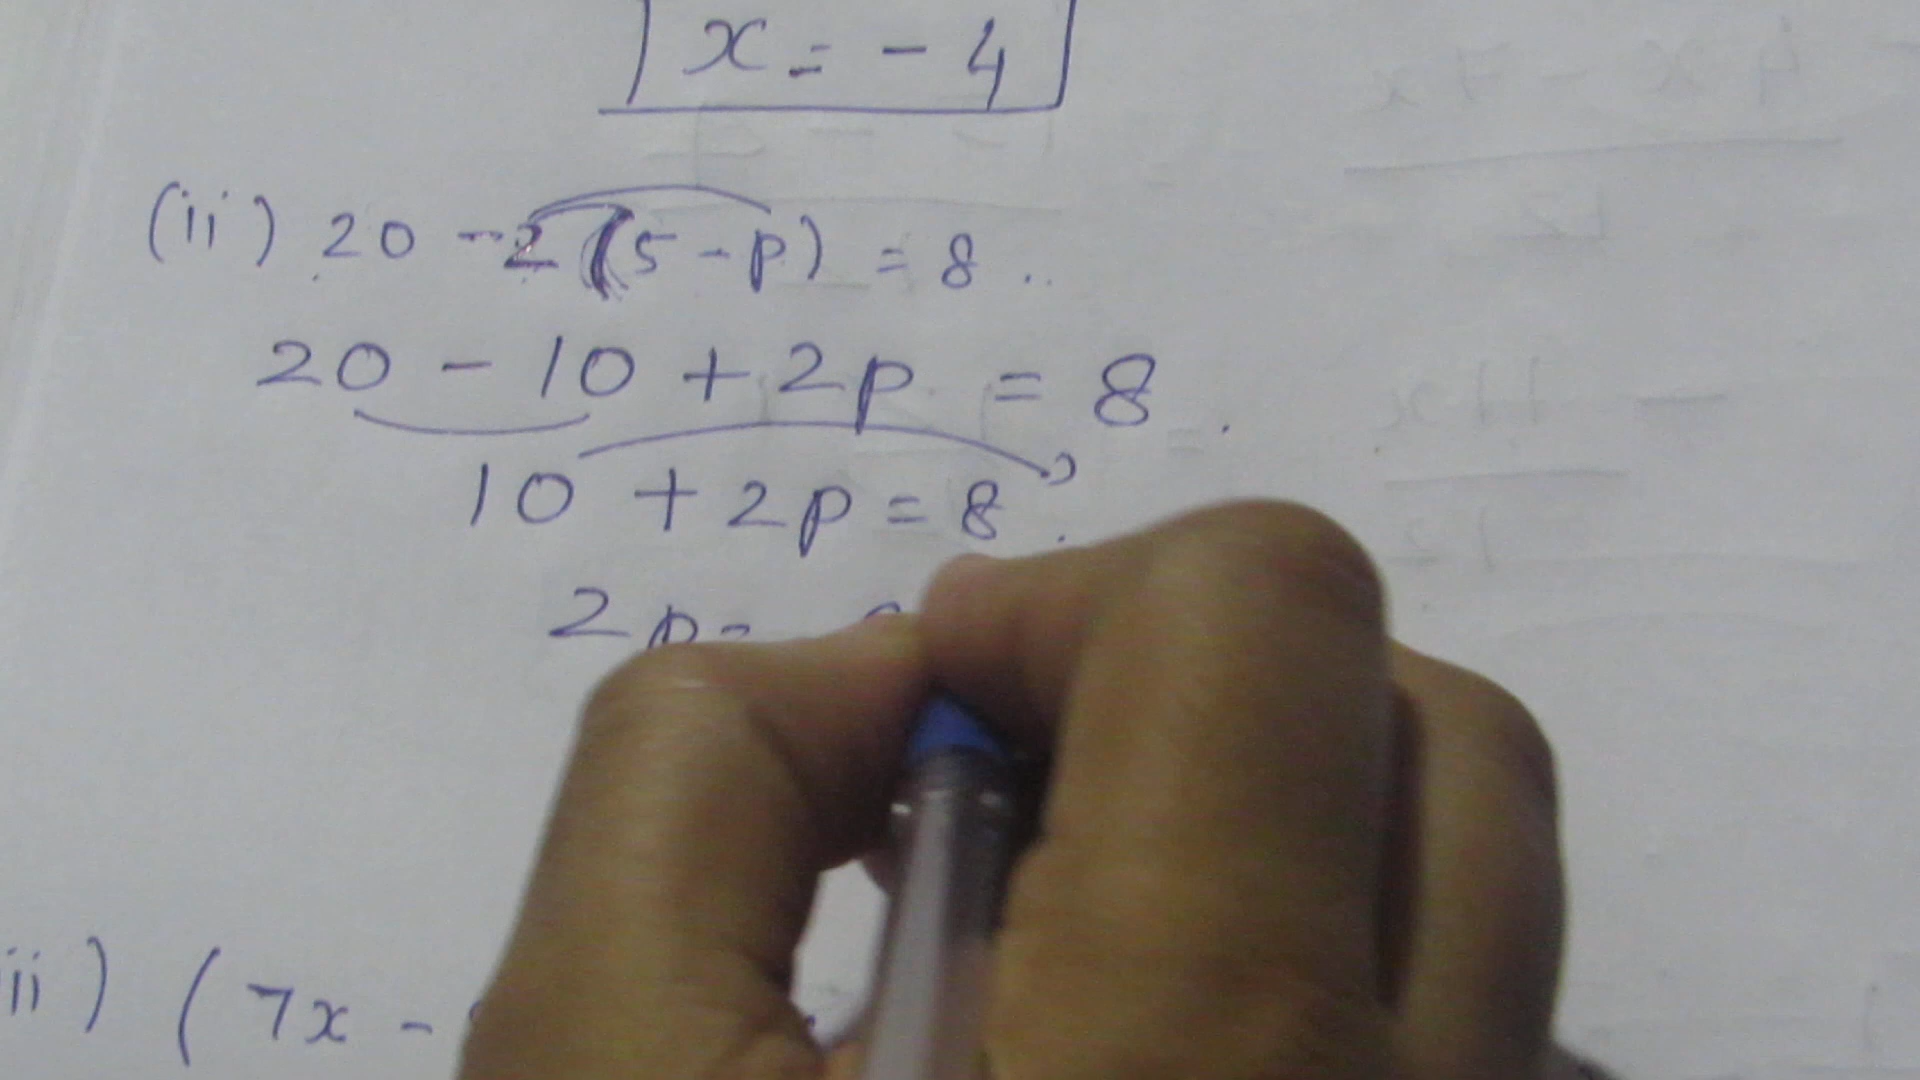 x = - 4
(ii) 20 - 2 (5 - p) = 8
20 - 10 + 2p = 8
10 + 2p = 8
2p =
ii) (7x -